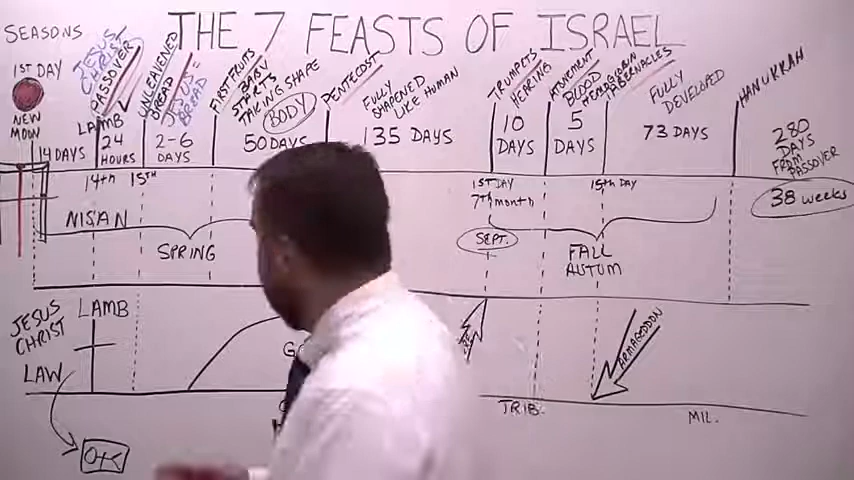 THE 7 FEASTS OF ISRAEL
SEASONS
1ST DAY
NEW
MOON
14 DAYS
JESUS
CHRIST
PASSOVER
LAMB
24
HOURS
UNLEAVENED
BREAD
JESUS =
BREAD
2-6
DAYS
FIRST FRUITS
BABY
STARTS
TAKING SHAPE
BODY
50 DAYS
PENTECOST
FULLY
SHAPENED
LIKE HUMAN
135 DAYS
TRUMPETS
HEARING
10
DAYS
ATONEMENT
BLOOD
HEMOGLOBIN
5
DAYS
TABERNACLES
FULLY
DEVELOPED
73 DAYS
HANUKKAH
280
DAYS
FROM
PASSOVER
38 weeks
14th
15TH
NISAN
SPRING
1ST DAY
7th month
SEPT.
15th DAY
FALL
AUTUM
JESUS
CHRIST
LAMB
LAW
OK
ARMAGEDDON
TRIB.
MIL.